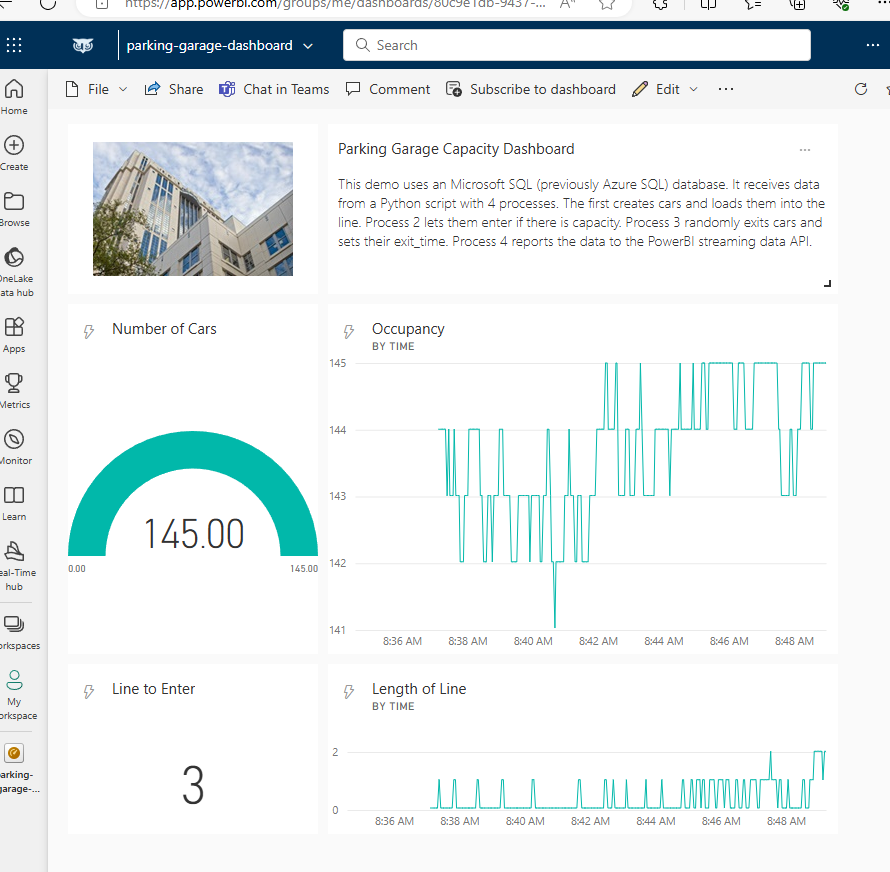 https://app.powerbi.com/groups/me/dashboards/80c9e1db-9437-...
parking-garage-dashboard
Search
Home
Create
Browse
OneLake
data hub
Apps
Metrics
Monitor
Learn
Real-Time
hub
Workspaces
My
workspace
parking-
garage-...
File
Share
Chat in Teams
Comment
Subscribe to dashboard
Edit
Parking Garage Capacity Dashboard
This demo uses an Microsoft SQL (previously Azure SQL) database. It receives data
from a Python script with 4 processes. The first creates cars and loads them into the
line. Process 2 lets them enter if there is capacity. Process 3 randomly exits cars and
sets their exit_time. Process 4 reports the data to the PowerBI streaming data API.
Number of Cars
145.00
0.00 145.00
Occupancy
BY TIME
145
144
143
142
141
8:36 AM 8:38 AM 8:40 AM 8:42 AM 8:44 AM 8:46 AM 8:48 AM
Line to Enter
3
Length of Line
BY TIME
2
0
8:36 AM 8:38 AM 8:40 AM 8:42 AM 8:44 AM 8:46 AM 8:48 AM